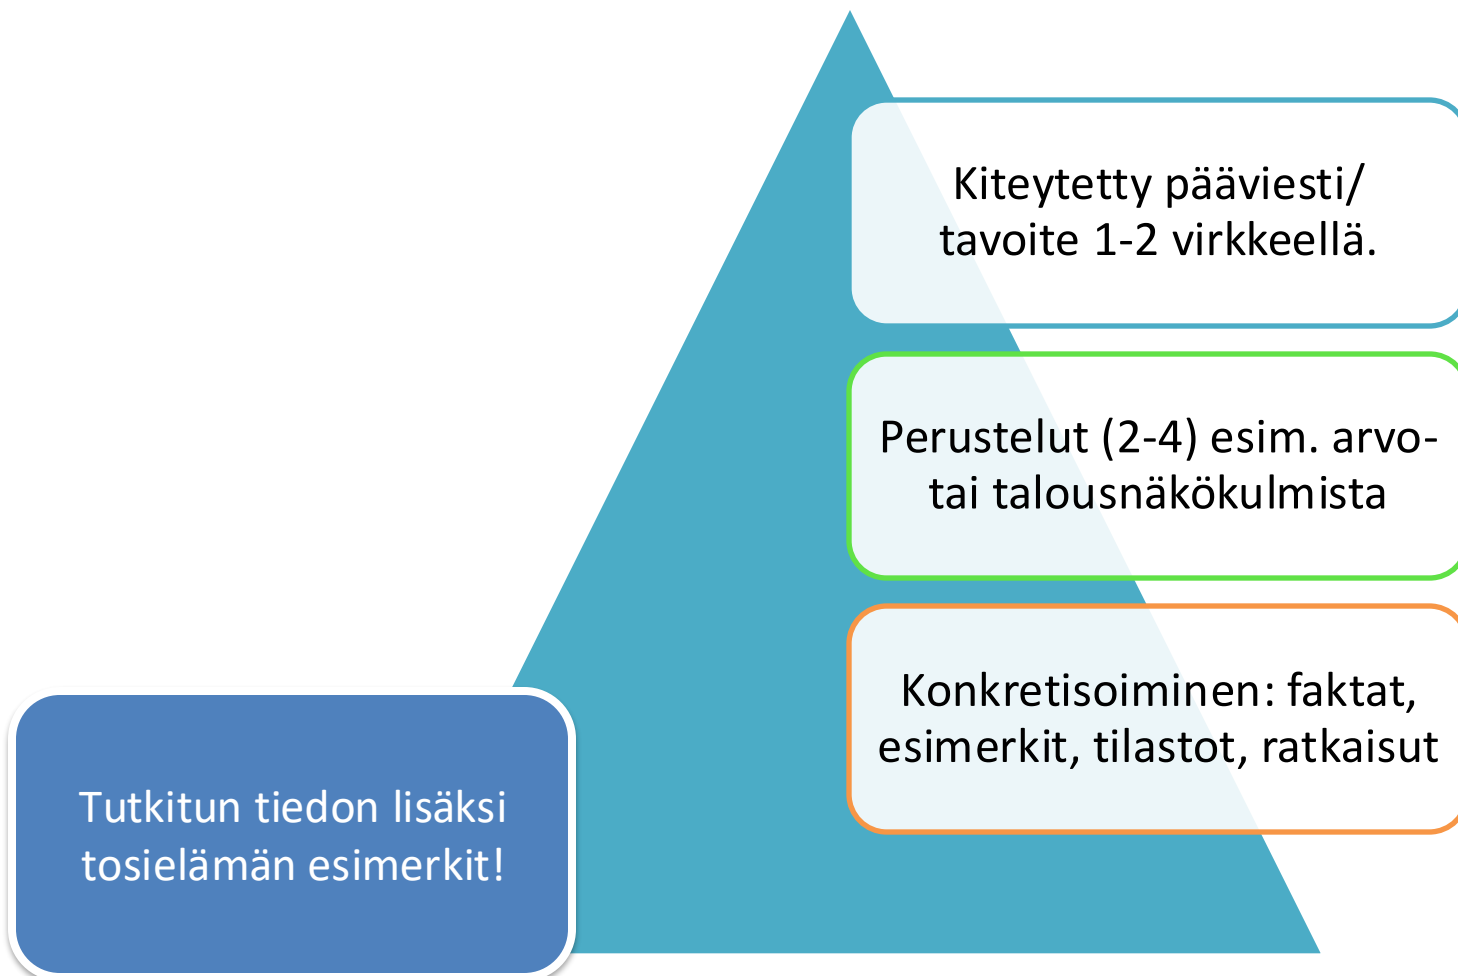 Kiteytetty pääviesti/
tavoite 1-2 virkkeellä.
Perustelut (2-4) esim. arvo-
tai talousnäkökulmista
Konkretisoiminen: faktat,
esimerkit, tilastot, ratkaisut
Tutkitun tiedon lisäksi
tosielämän esimerkit!